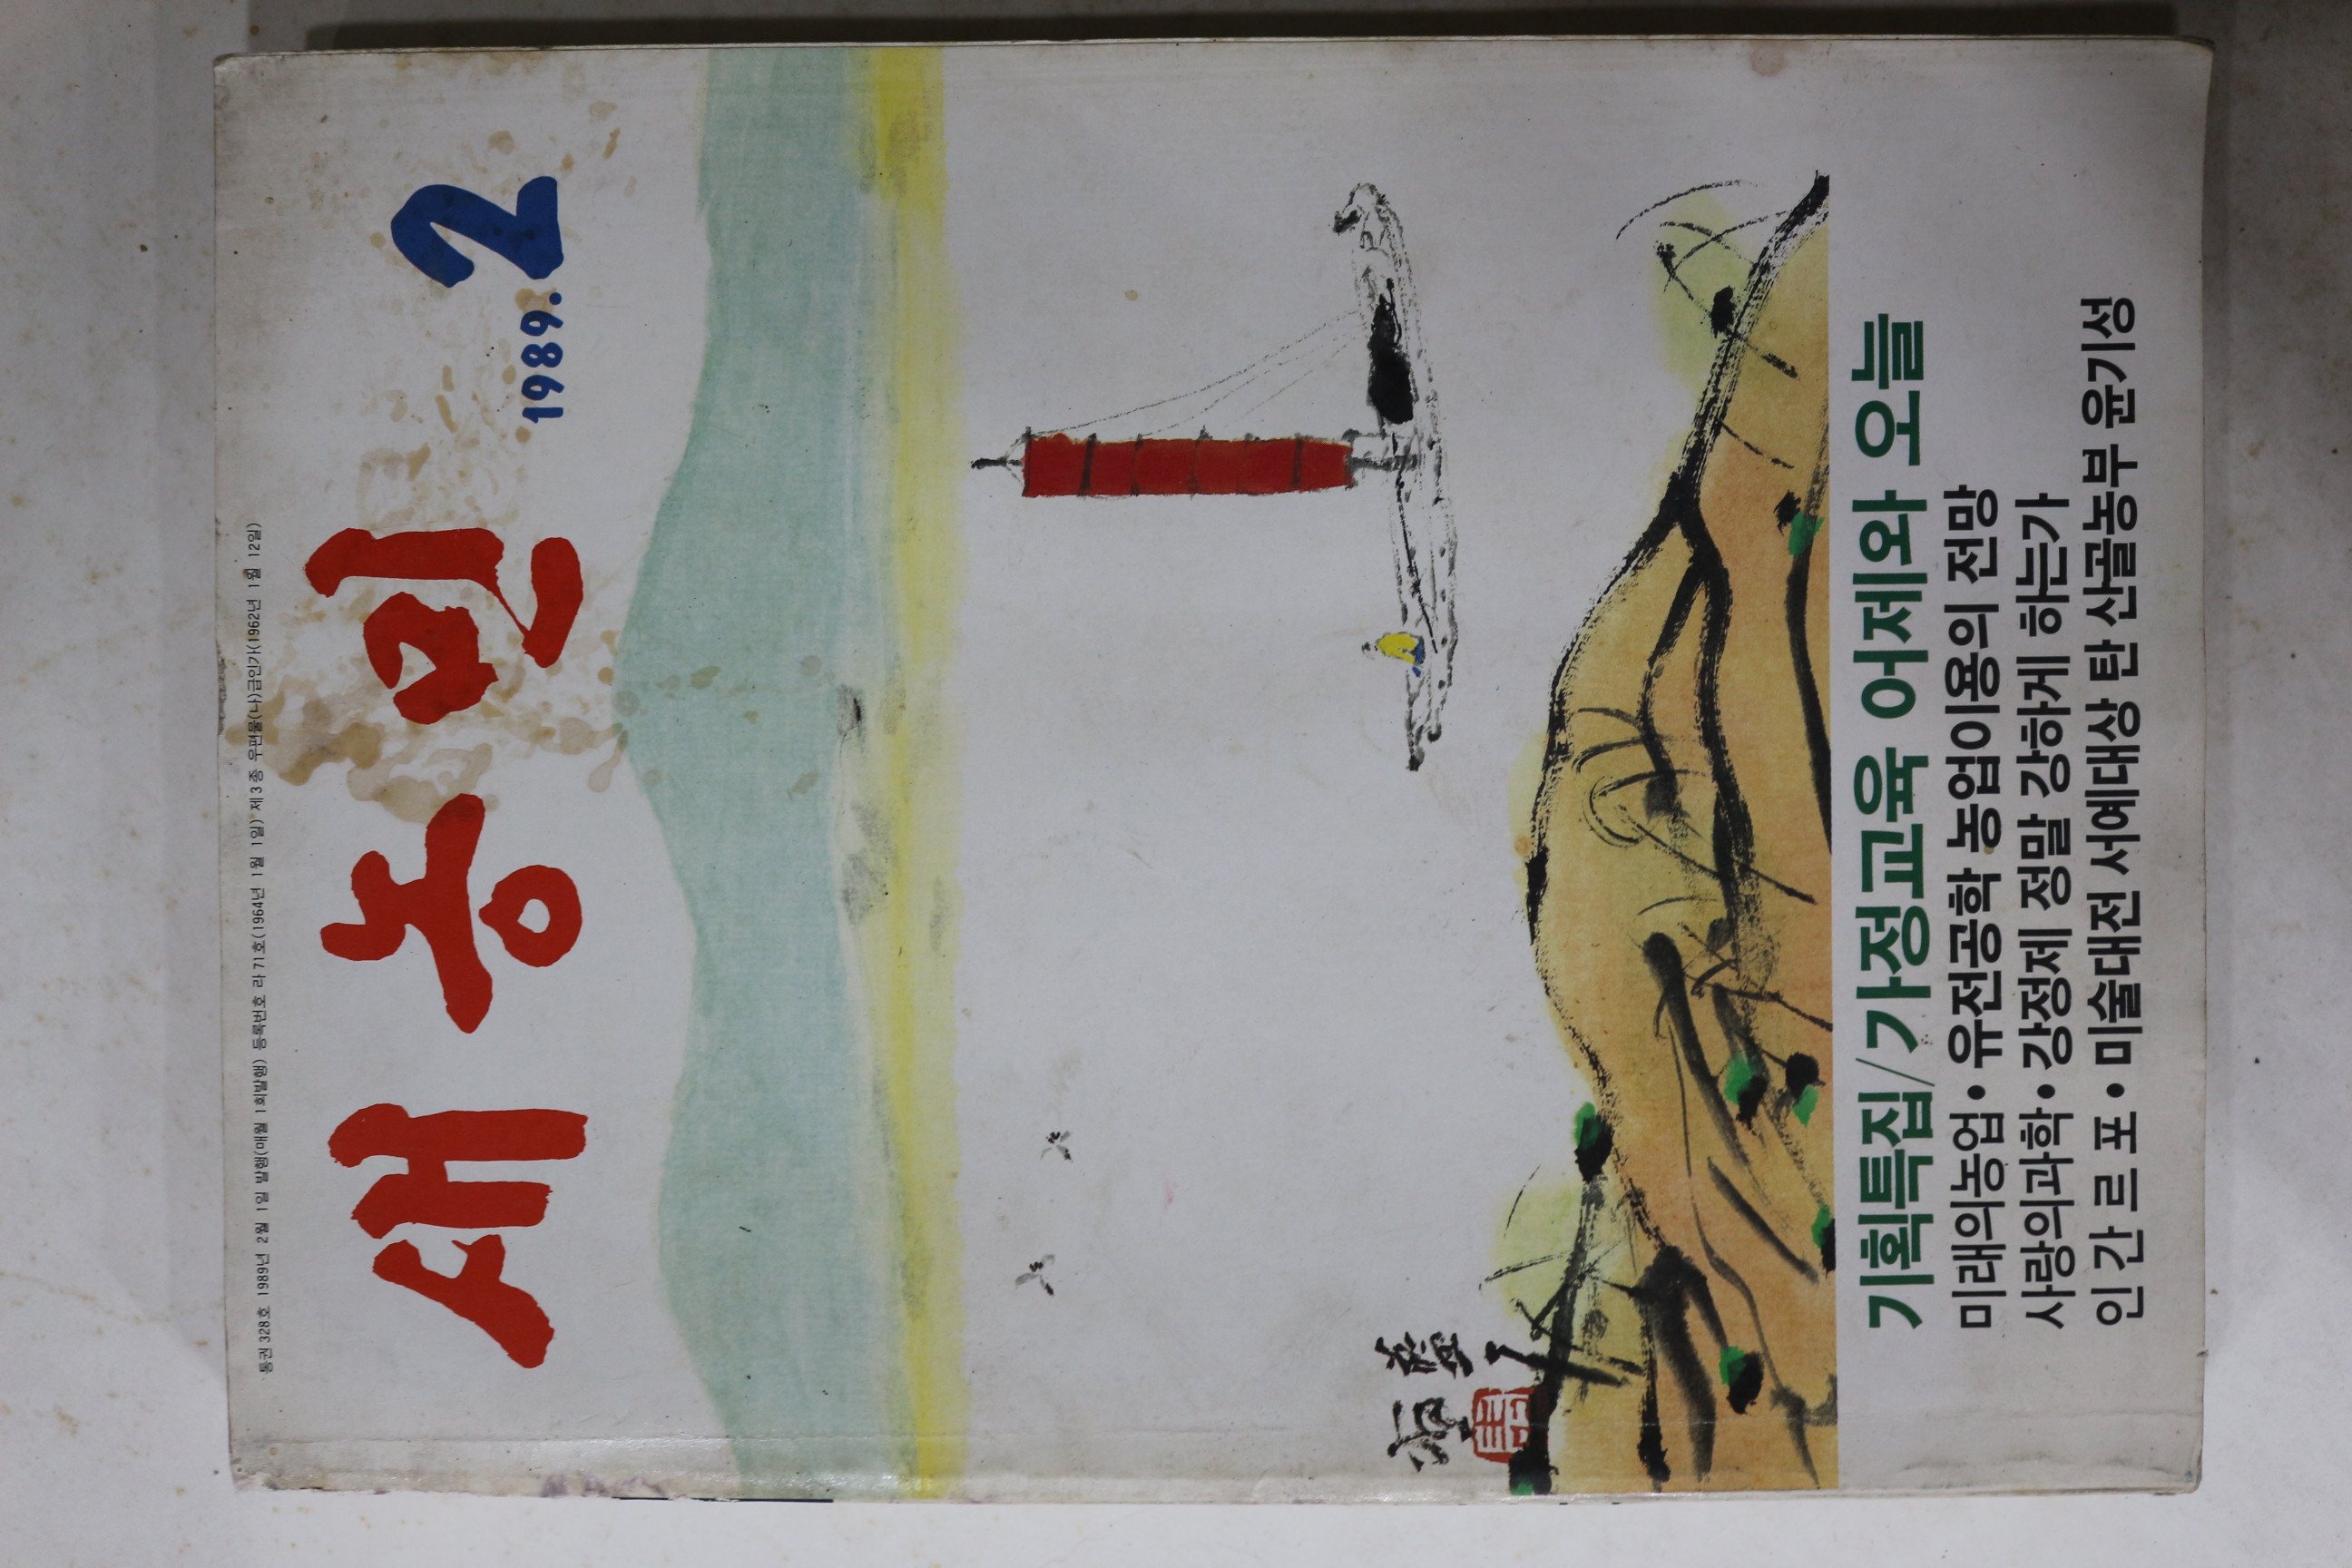 통권328호 1989년 2월 1일 발행(매월 1회발행) 등록번호 라 71호(1964년 1월 1일) 제3종 우편물(나)급인가(1962년 1월 12일)
새농민
1989. 2
기획특집/가정교육 어제와 오늘
미래의농업•유전공학 농업이용의 전망
사랑의과학•강정제 정말 강하게 하는가
인 간 르 포•미술대전 서예대상 탄 산골농부 윤기성